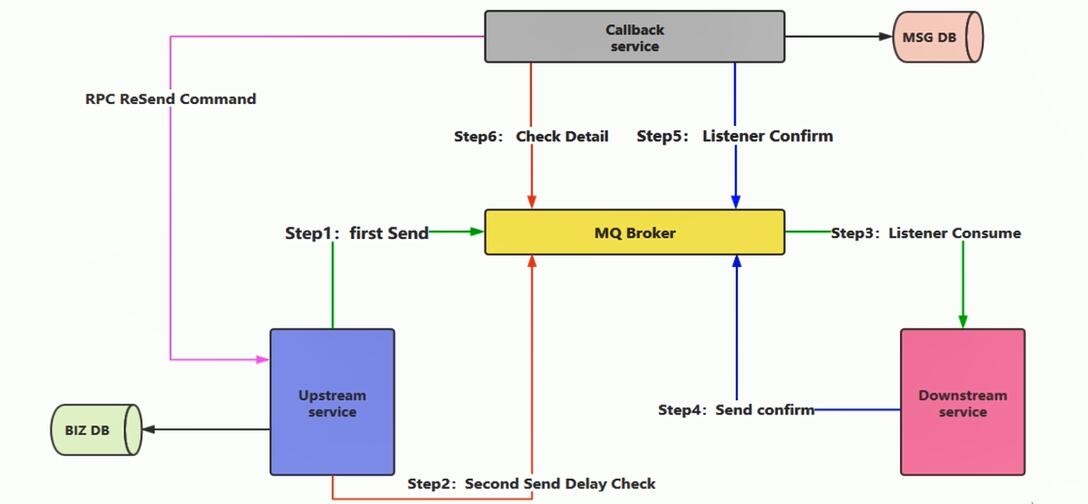 Callback
service
MSG DB
RPC ReSend Command
Step6： Check Detail
Step5： Listener Confirm
Step1：first Send
MQ Broker
Step3：Listener Consume
Upstream
service
Downstream
service
BIZ DB
Step4：Send confirm
Step2：Second Send Delay Check